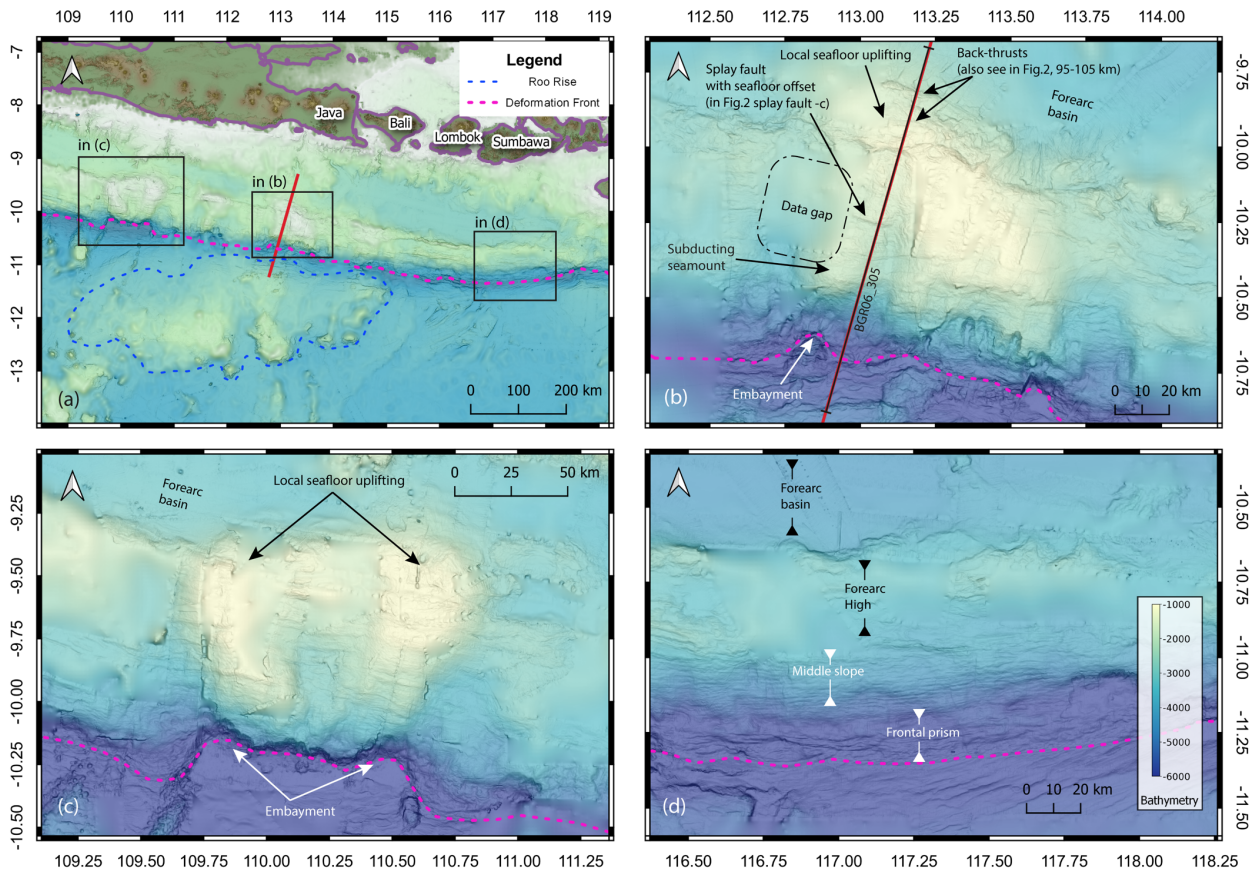 109 110 111 112 113 114 115 116 117 118 119
-7
-8
-9
-10
-11
-12
-13
Legend
Roo Rise
Deformation Front
Java
Bali
Lombok
Sumbawa
in (c)
in (b)
in (d)
0 100 200 km
(a)
112.50 112.75 113.00 113.25 113.50 113.75 114.00
-9.75
-10.00
-10.25
-10.50
-10.75
Local seafloor uplifting
Back-thrusts
(also see in Fig.2, 95-105 km)
Splay fault
with seafloor offset
(in Fig.2 splay fault -c)
Forearc
basin
Data gap
Subducting
seamount
BGR06_305
Embayment
0 10 20 km
(b)
-9.25
-9.50
-9.75
-10.00
-10.25
-10.50
Forearc
basin
Local seafloor uplifting
0 25 50 km
Embayment
(c)
109.25 109.50 109.75 110.00 110.25 110.50 110.75 111.00 111.25
Forearc
basin
Forearc
High
Middle slope
Frontal prism
0 10 20 km
(d)
-1000
-2000
-3000
-4000
-5000
-6000
Bathymetry
-10.50
-10.75
-11.00
-11.25
-11.50
116.50 116.75 117.00 117.25 117.50 117.75 118.00 118.25